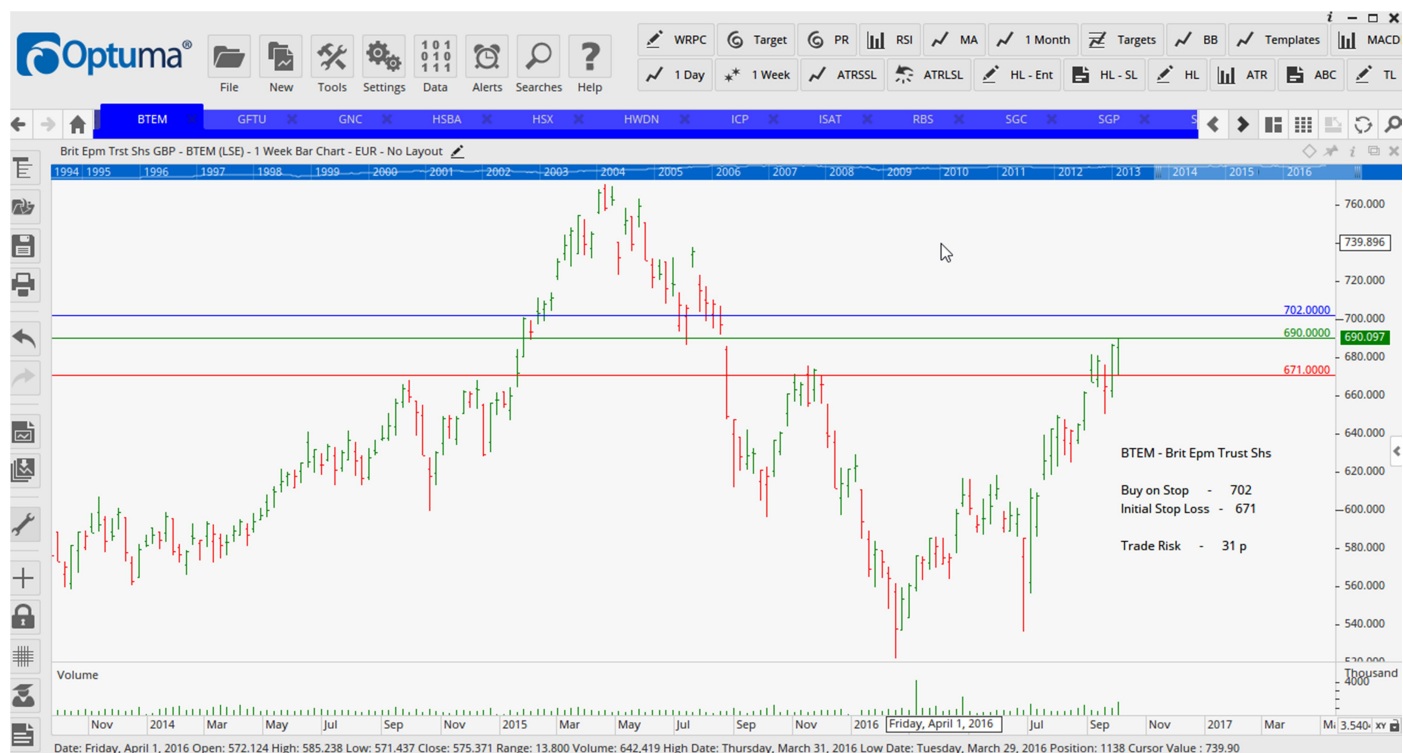 Optuma®
File
New
Tools
Settings
Data
Alerts
Searches
Help
WRPC
Target
PR
RSI
MA
1 Month
Targets
BB
Templates
MACD
1 Day
1 Week
ATRSSL
ATRLSL
HL - Ent
HL - SL
HL
ATR
ABC
TL
BTEM
GFTU
GNC
HSBA
HSX
HWDN
ICP
ISAT
RBS
SGC
SGP
S
Brit Epm Trst Shs GBP - BTEM (LSE) - 1 Week Bar Chart - EUR - No Layout
1994 1995 1996 1997 1998 1999 2000 2001 2002 2003 2004 2005 2006 2007 2008 2009 2010 2011 2012 2013 2014 2015 2016
760.000
739.896
720.000
702.0000
700.000
690.0000
690.097
680.000
671.0000
660.000
640.000
620.000
600.000
580.000
560.000
540.000
520.000
BTEM - Brit Epm Trust Shs
Buy on Stop - 702
Initial Stop Loss - 671
Trade Risk - 31 p
Volume
Thousand
4000
Nov 2014 Mar May Jul Sep Nov 2015 Mar May Jul Sep Nov 2016 Friday, April 1, 2016 Jul Sep Nov 2017 Mar M
3.540 XY
Date: Friday, April 1, 2016 Open: 572.124 High: 585.238 Low: 571.437 Close: 575.371 Range: 13.800 Volume: 642,419 High Date: Thursday, March 31, 2016 Low Date: Tuesday, March 29, 2016 Position: 1138 Cursor Value : 739.90